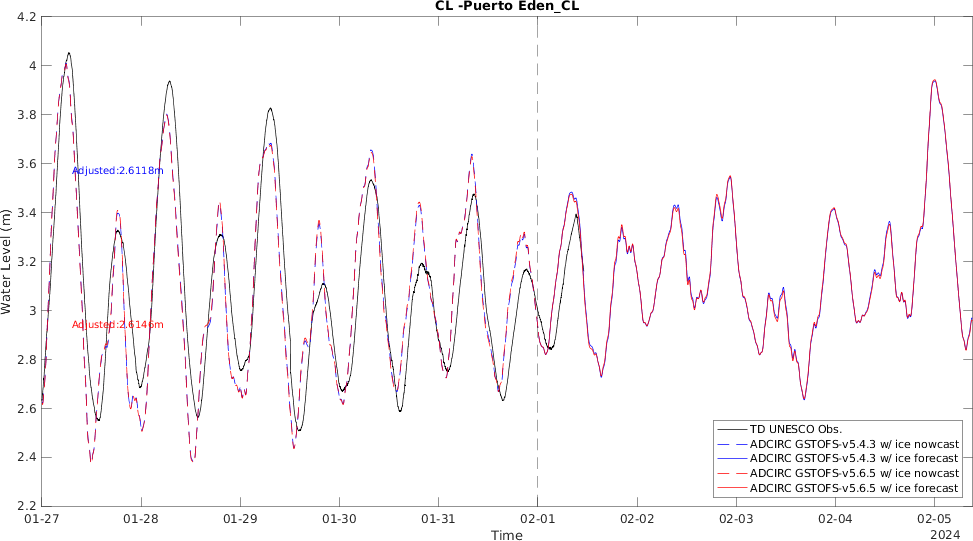 CL -Puerto Eden_CL
4.2
4
3.8
3.6
3.4
3.2
3
2.8
2.6
2.4
2.2
Water Level (m)
Adjusted:2.6118m
Adjusted:2.6146m
TD UNESCO Obs.
ADCIRC GSTOFS-v5.4.3 w/ ice nowcast
ADCIRC GSTOFS-v5.4.3 w/ ice forecast
ADCIRC GSTOFS-v5.6.5 w/ ice nowcast
ADCIRC GSTOFS-v5.6.5 w/ ice forecast
01-27 01-28 01-29 01-30 01-31 02-01 02-02 02-03 02-04 02-05
Time
2024